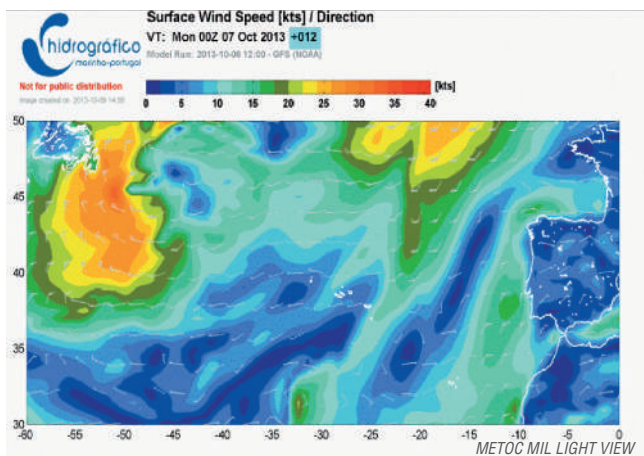 hidrográfico
marinha-portugal
Surface Wind Speed [kts] / Direction
VT: Mon 00Z 07 Oct 2013 +012
Model Run: 2013-10-06 12:00 - GFS (NOAA)
Not for public distribution
[kts]
0 5 10 15 20 25 30 35 40
50
45
40
35
30
-60 -55 -50 -45 -40 -35 -30 -25 -20 -15 -10 -5 0
METOC MIL LIGHT VIEW